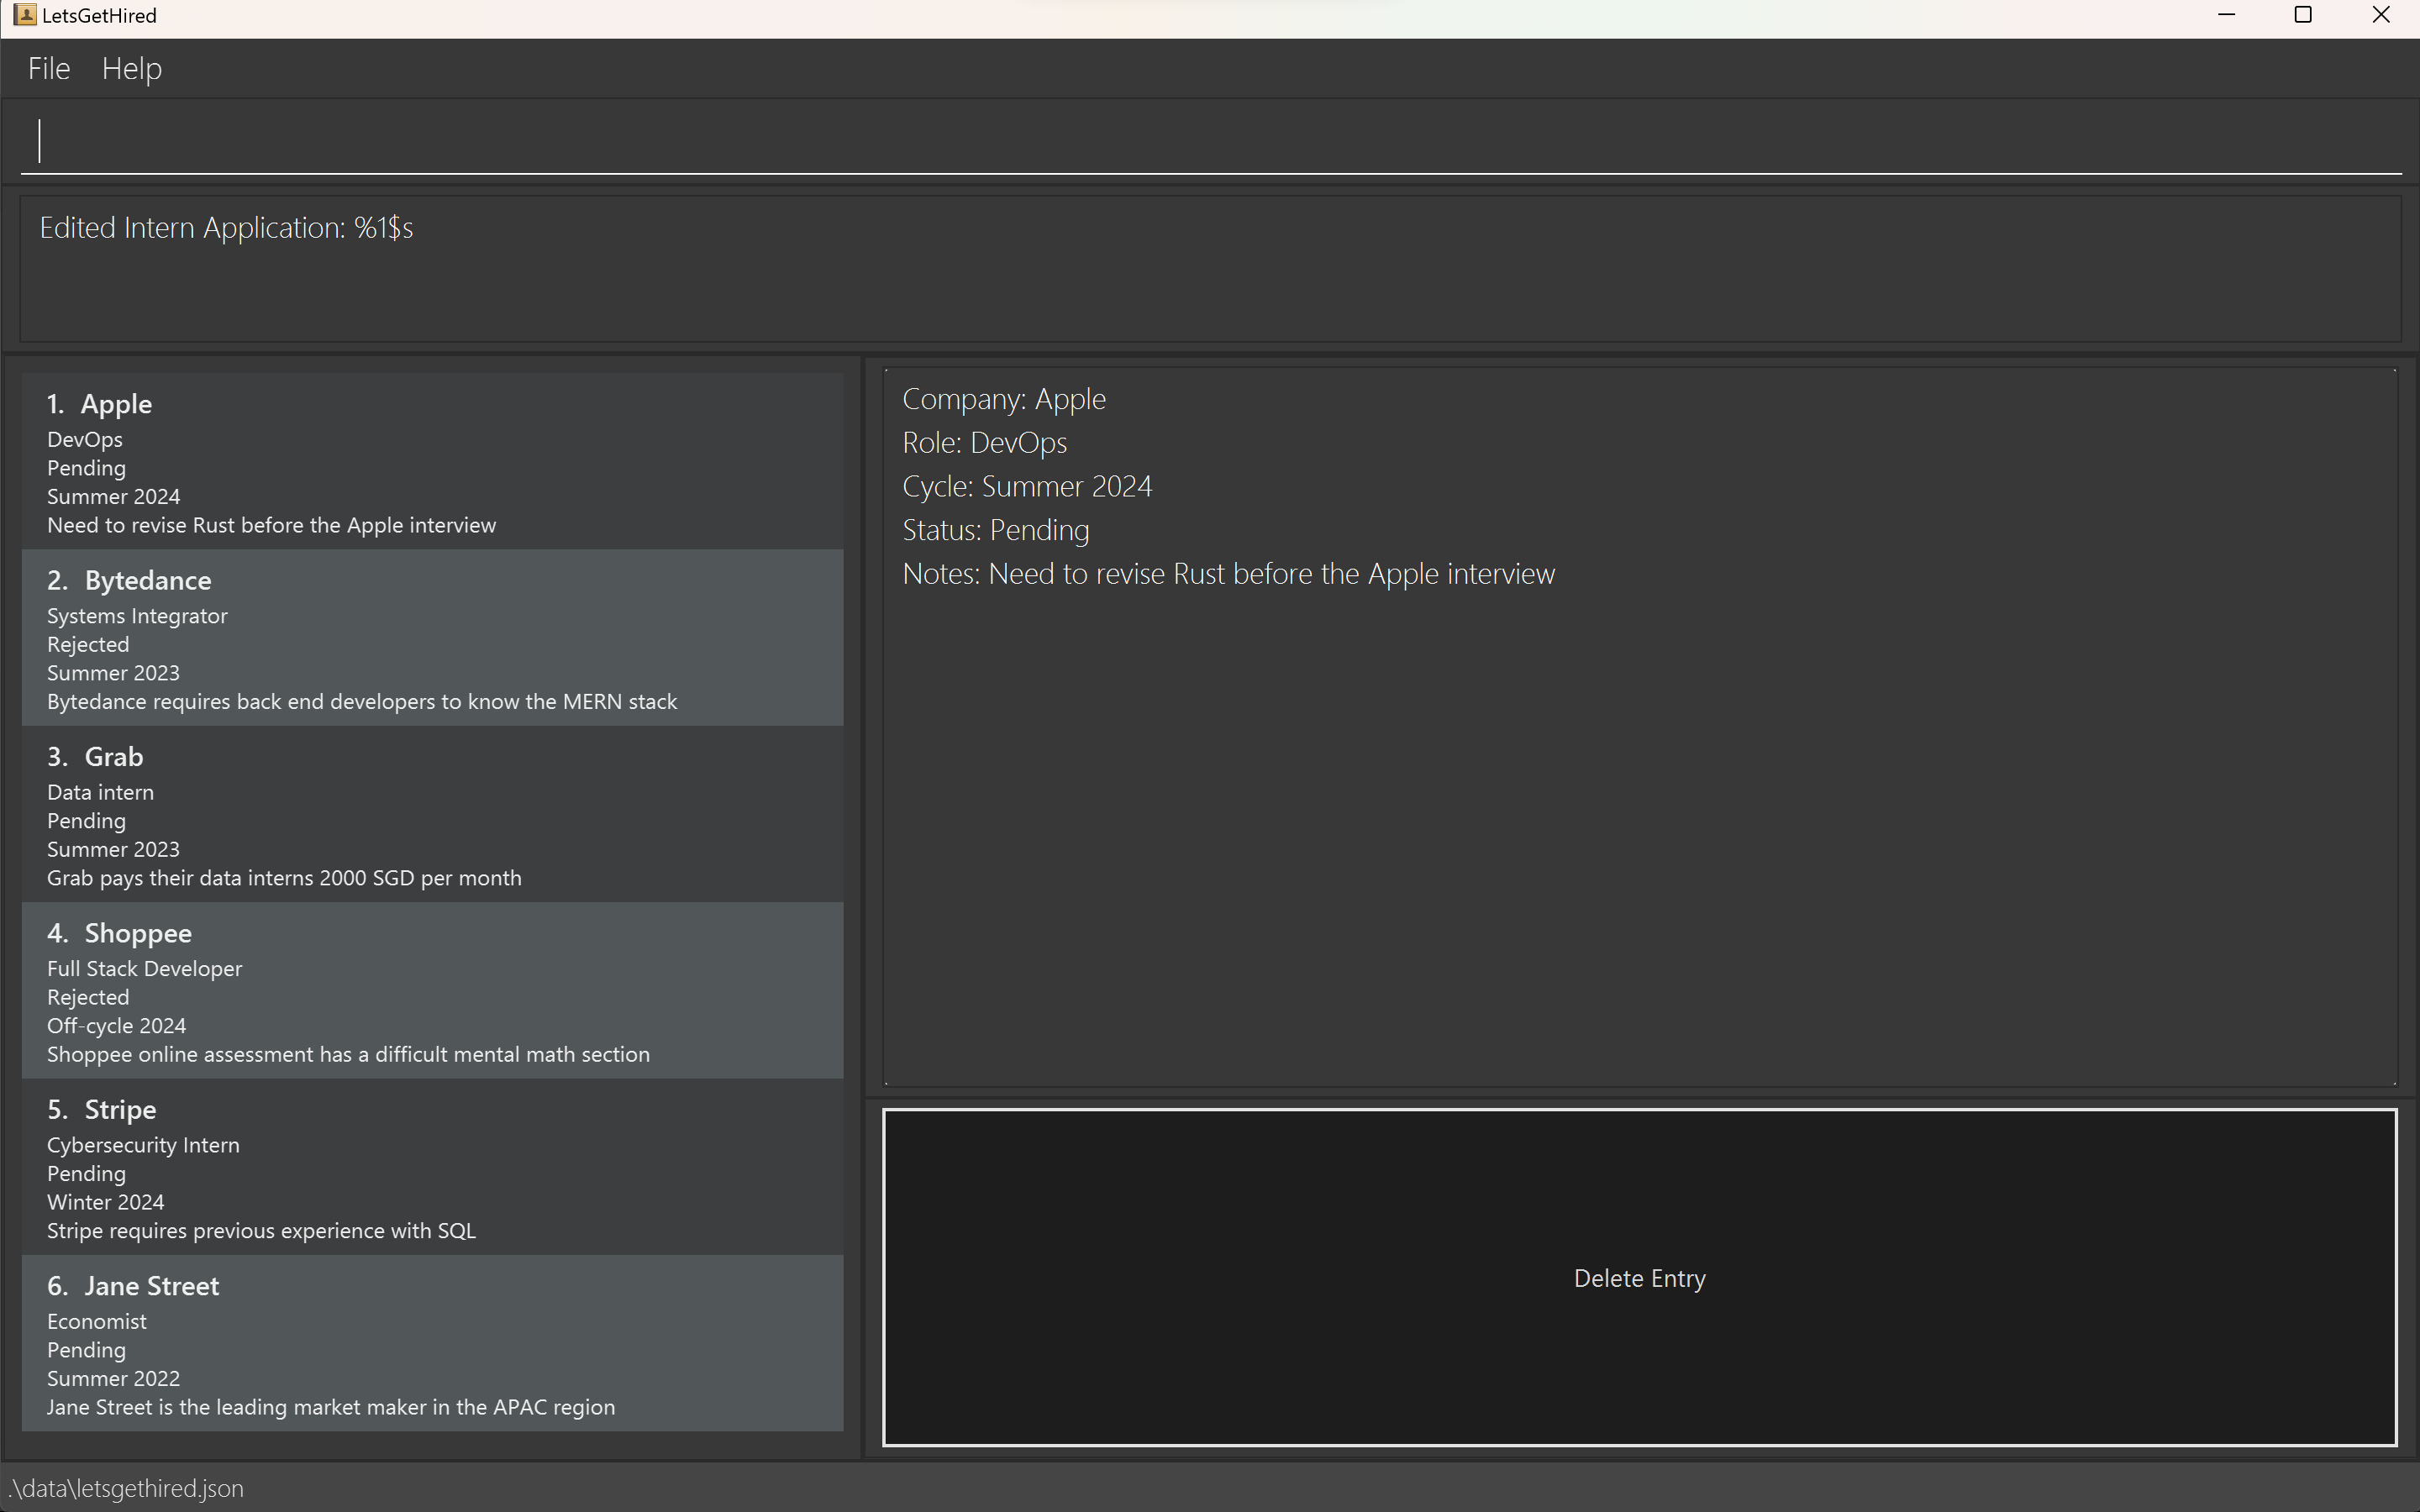 LetsGetHired
File Help
Edited Intern Application: %1$s
1. Apple
DevOps
Pending
Summer 2024
Need to revise Rust before the Apple interview
2. Bytedance
Systems Integrator
Rejected
Summer 2023
Bytedance requires back end developers to know the MERN stack
3. Grab
Data intern
Pending
Summer 2023
Grab pays their data interns 2000 SGD per month
4. Shoppee
Full Stack Developer
Rejected
Off-cycle 2024
Shoppee online assessment has a difficult mental math section
5. Stripe
Cybersecurity Intern
Pending
Winter 2024
Stripe requires previous experience with SQL
6. Jane Street
Economist
Pending
Summer 2022
Jane Street is the leading market maker in the APAC region
Company: Apple
Role: DevOps
Cycle: Summer 2024
Status: Pending
Notes: Need to revise Rust before the Apple interview
Delete Entry
.\data\letsgethired.json